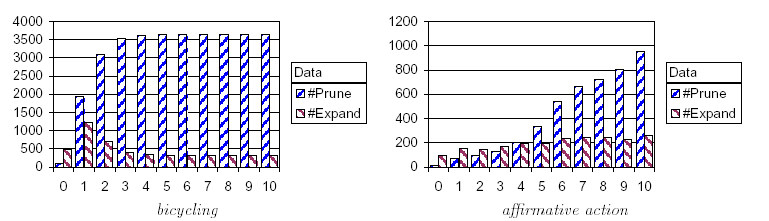 4000
3500
3000
2500
2000
1500
1000
500
0
0 1 2 3 4 5 6 7 8 9 10
Data
#Prune
#Expand
bicycling
1200
1000
800
600
400
200
0
0 1 2 3 4 5 6 7 8 9 10
Data
#Prune
#Expand
affirmative action